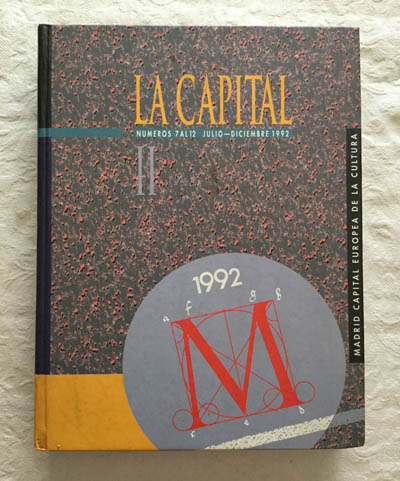 LA CAPITAL
NUMEROS 7 AL 12 JULIO—DICIEMBRE 1992
II
MADRID CAPITAL EUROPEA DE LA CULTURA
1992
a f g b
M
c e d